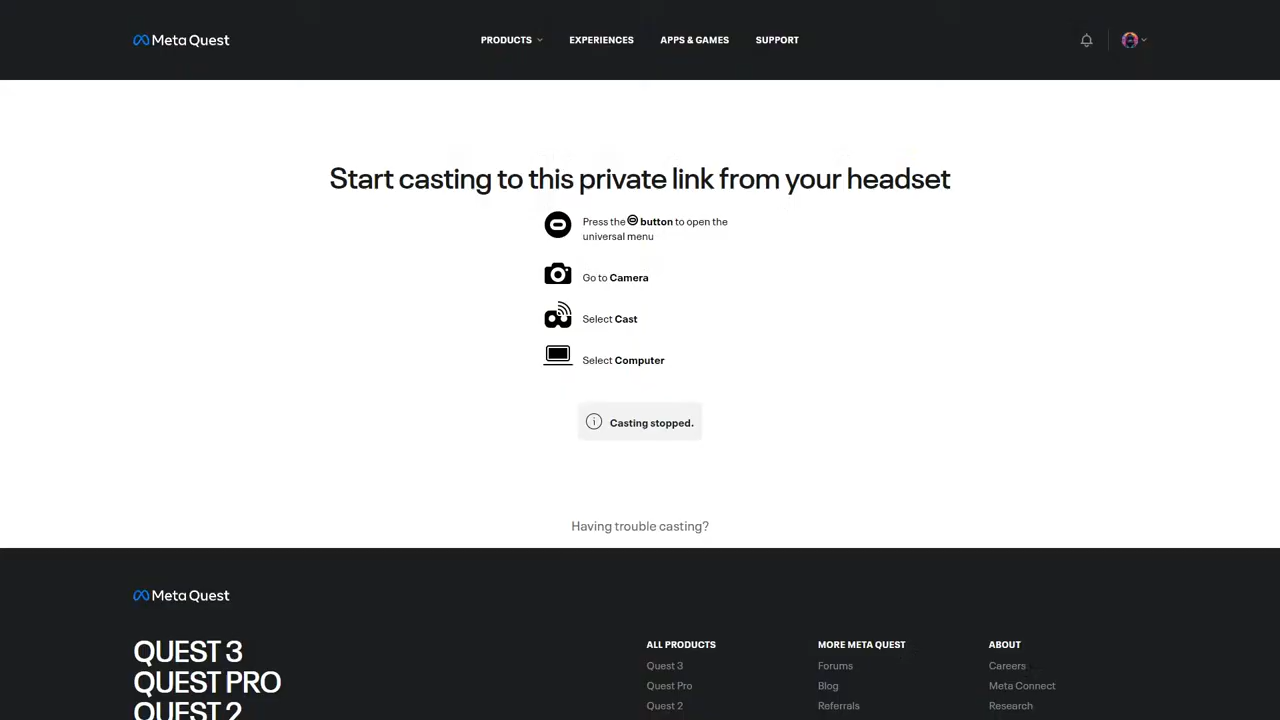 Meta Quest
PRODUCTS
EXPERIENCES
APPS & GAMES
SUPPORT
Start casting to this private link from your headset
Press the button to open the
universal menu
Go to Camera
Select Cast
Select Computer
Casting stopped.
Having trouble casting?
Meta Quest
QUEST 3
QUEST PRO
QUEST 2
ALL PRODUCTS
Quest 3
Quest Pro
Quest 2
MORE META QUEST
Forums
Blog
Referrals
ABOUT
Careers
Meta Connect
Research